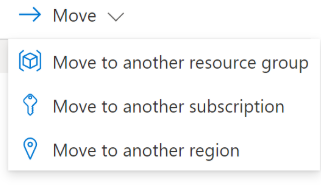 Move
Move to another resource group
Move to another subscription
Move to another region